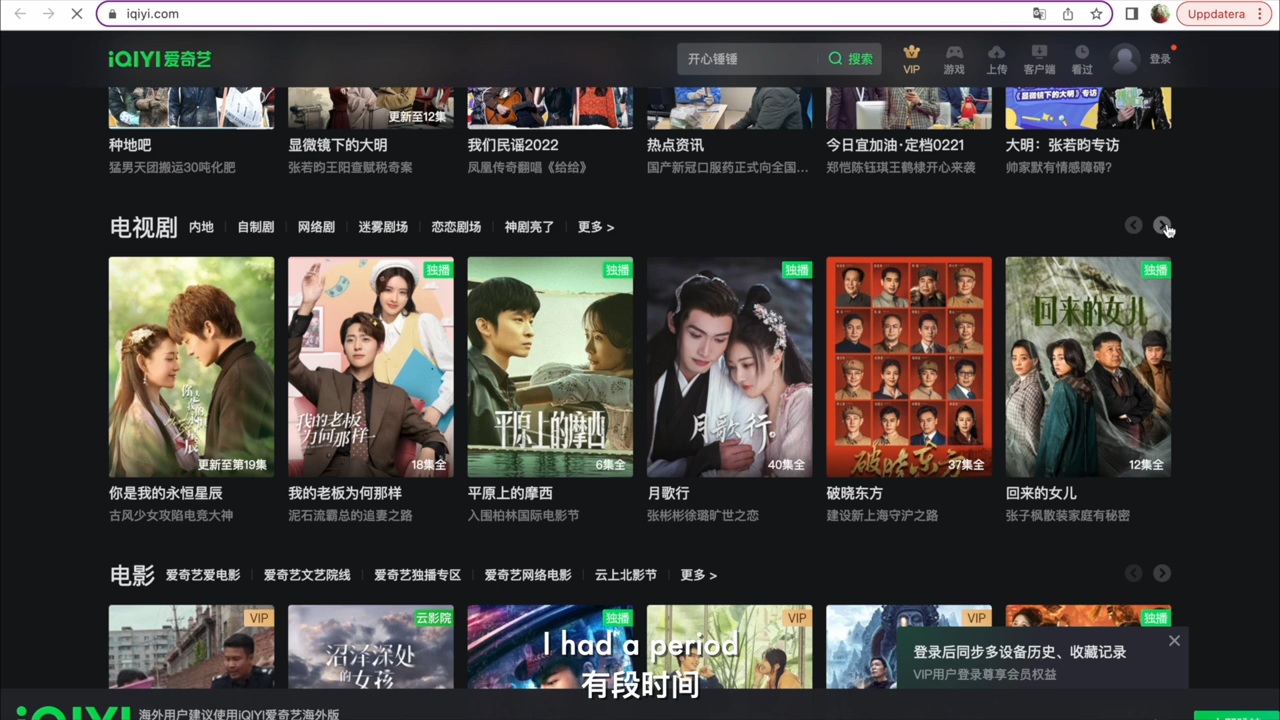 iqiyi.com
Uppdatera
iQIYI 爱奇艺
开心锤锤
搜索
VIP
游戏
上传
客户端
看过
登录
更新至12集
《显微镜下的大明》专访
种地吧
显微镜下的大明
我们民谣2022
热点资讯
今日宜加油·定档0221
大明：张若昀专访
猛男天团搬运30吨化肥
张若昀王阳查赋税奇案
凤凰传奇翻唱《给给》
国产新冠口服药正式向全国...
郑恺陈钰琪王鹤棣开心来袭
帅家默有情感障碍?
电视剧
内地
自制剂
网络剧
迷雾剧场
恋恋剧场
神剧亮了
更多 >
独播
独播
独播
独播
回来的女儿
我的老板为何那样
平原上的摩西
月歌行。
破晓东方
更新至第19集
18集全
6集全
40集全
37集全
12集全
你是我的永恒星辰
我的老板为何那样
平原上的摩西
月歌行
破晓东方
回来的女儿
古风少女攻陷电竞大神
泥石流霸总的追妻之路
入围柏林国际电影节
张彬彬徐璐旷世之恋
建设新上海守沪之路
张子枫散装家庭有秘密
电影
爱奇艺爱电影
爱奇艺文艺院线
爱奇艺独播专区
爱奇艺网络电影
云上北影节
更多 >
VIP
云影院
独播
VIP
VIP
独播
沼泽深处的女孩
I had a period
有段时间
登录后同步多设备历史、收藏记录
VIP用户登录尊享会员权益
iQIYI
海外用户建议使用iQIYI爱奇艺海外版